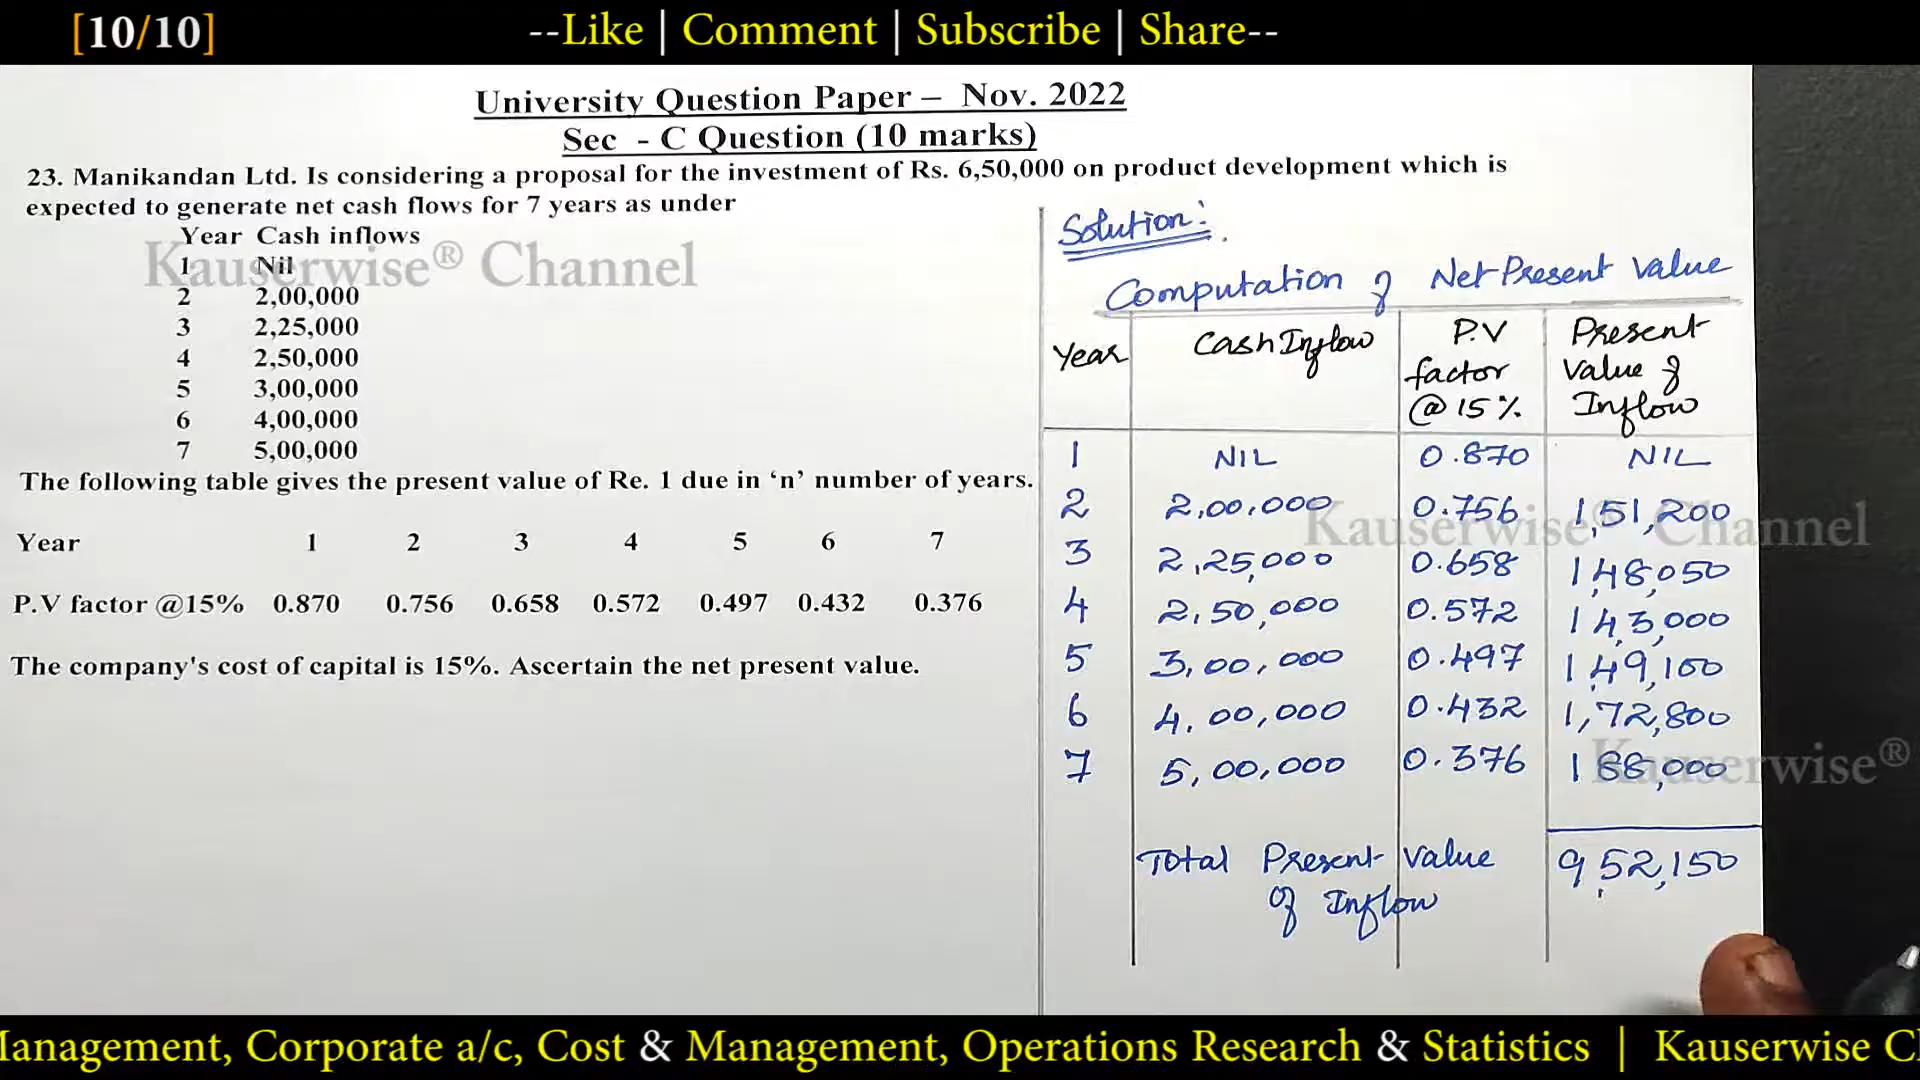 [10/10]
--Like | Comment | Subscribe | Share--
University Question Paper – Nov. 2022
Sec - C Question (10 marks)
23. Manikandan Ltd. Is considering a proposal for the investment of Rs. 6,50,000 on product development which is
expected to generate net cash flows for 7 years as under
Year Cash inflows
1 Nil
2 2,00,000
3 2,25,000
4 2,50,000
5 3,00,000
6 4,00,000
7 5,00,000
The following table gives the present value of Re. 1 due in ‘n’ number of years.
Year 1 2 3 4 5 6 7
P.V factor @15% 0.870 0.756 0.658 0.572 0.497 0.432 0.376
The company's cost of capital is 15%. Ascertain the net present value.
Kauserwise® Channel
Solution:
Computation of Net Present Value
Year Cash Inflow P.V factor @ 15% Present Value of Inflow
1 NIL 0.870 NIL
2 2,00,000 0.756 1,51,200
3 2,25,000 0.658 1,48,050
4 2,50,000 0.572 1,43,000
5 3,00,000 0.497 1,49,100
6 4,00,000 0.432 1,72,800
7 5,00,000 0.376 188,000
Total Present Value 9,52,150
of Inflow
Kauserwise® Channel
Kauserwise®
anagement, Corporate a/c, Cost & Management, Operations Research & Statistics | Kauserwise C